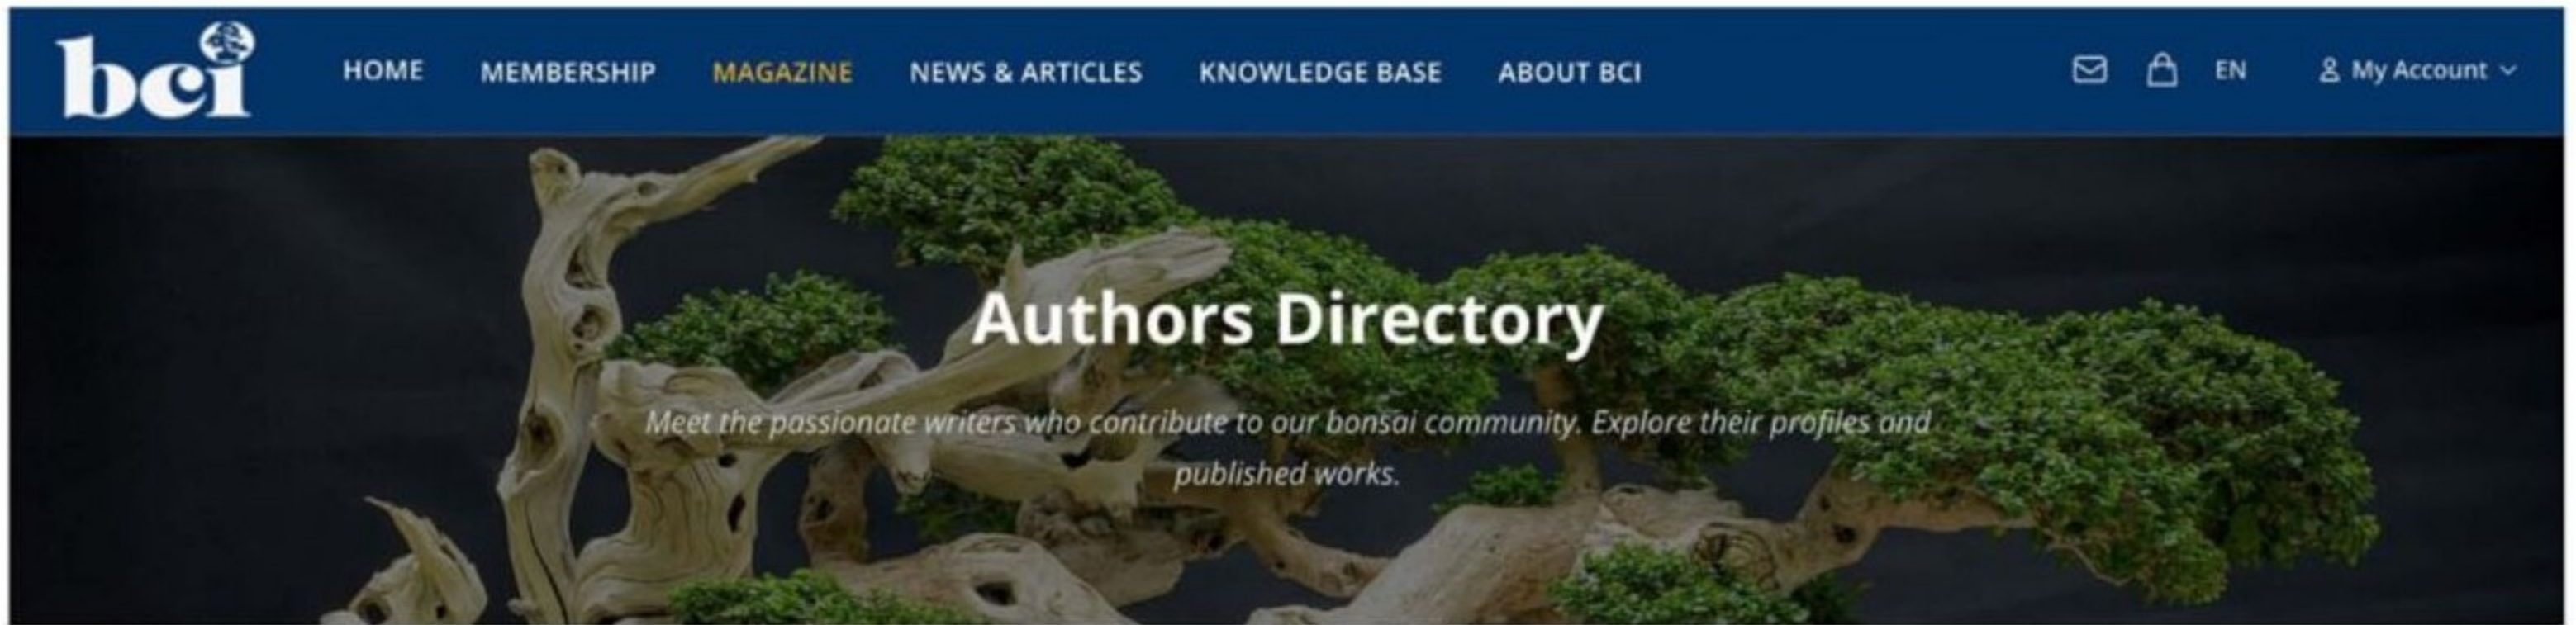 bci
HOME MEMBERSHIP MAGAZINE NEWS & ARTICLES KNOWLEDGE BASE ABOUT BCI EN My Account
Authors Directory
Meet the passionate writers who contribute to our bonsai community. Explore their profiles and
published works.